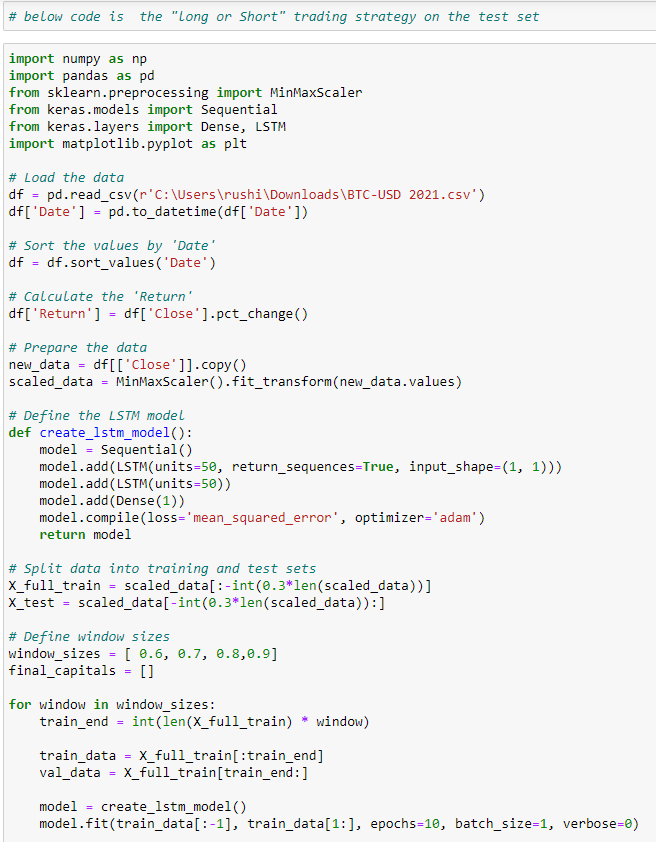 # below code is  the "long or Short" trading strategy on the test set
import numpy as np
import pandas as pd
from sklearn.preprocessing import MinMaxScaler
from keras.models import Sequential
from keras.layers import Dense, LSTM
import matplotlib.pyplot as plt
# Load the data
df = pd.read_csv(r'C:\Users\rushi\Downloads\BTC-USD 2021.csv')
df['Date'] = pd.to_datetime(df['Date'])
# Sort the values by 'Date'
df = df.sort_values('Date')
# Calculate the 'Return'
df['Return'] = df['Close'].pct_change()
# Prepare the data
new_data = df[['Close']].copy()
scaled_data = MinMaxScaler().fit_transform(new_data.values)
# Define the LSTM model
def create_lstm_model():
    model = Sequential()
    model.add(LSTM(units=50, return_sequences=True, input_shape=(1, 1)))
    model.add(LSTM(units=50))
    model.add(Dense(1))
    model.compile(loss='mean_squared_error', optimizer='adam')
    return model
# Split data into training and test sets
X_full_train = scaled_data[:-int(0.3*len(scaled_data))]
X_test = scaled_data[-int(0.3*len(scaled_data)):]
# Define window sizes
window_sizes = [ 0.6, 0.7, 0.8,0.9]
final_capitals = []
for window in window_sizes:
    train_end = int(len(X_full_train) * window)
    train_data = X_full_train[:train_end]
    val_data = X_full_train[train_end:]
    model = create_lstm_model()
    model.fit(train_data[:-1], train_data[1:], epochs=10, batch_size=1, verbose=0)